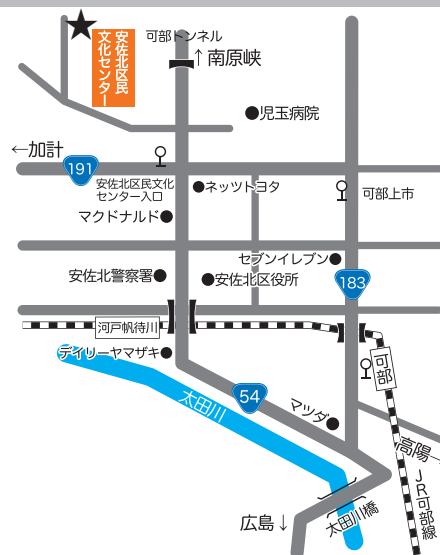 安佐北区民
文化センター
可部トンネル
↑南原峡
児玉病院
←加計
191
安佐北区民文化
センター入口
ネッツトヨタ
可部上市
マクドナルド
セブンイレブン
安佐北警察署
安佐北区役所
183
河戸帆待川
デイリーヤマザキ
可部
54
太田川
マツダ
高陽→
JR可部線
太田川橋
広島↓